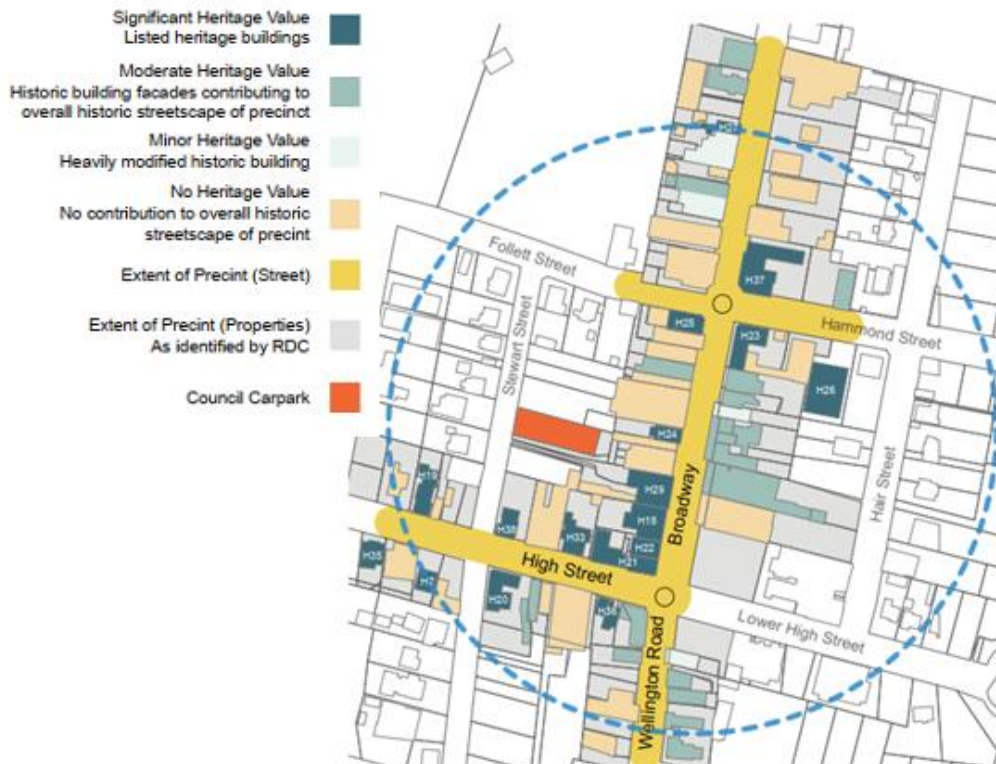 Significant Heritage Value
Listed heritage buildings
Moderate Heritage Value
Historic building facades contributing to
overall historic streetscape of precinct
Minor Heritage Value
Heavily modified historic building
No Heritage Value
No contribution to overall historic
streetscape of precint
Extent of Precint (Street)
Extent of Precint (Properties)
As identified by RDC
Council Carpark
Follett Street
Stewart Street
Hammond Street
Hair Street
Broadway
High Street
Lower High Street
Wellington Road
H37
H25
H23
H26
H24
H29
H18
H22
H21
H33
H38
H19
H35
H7
H20
H36